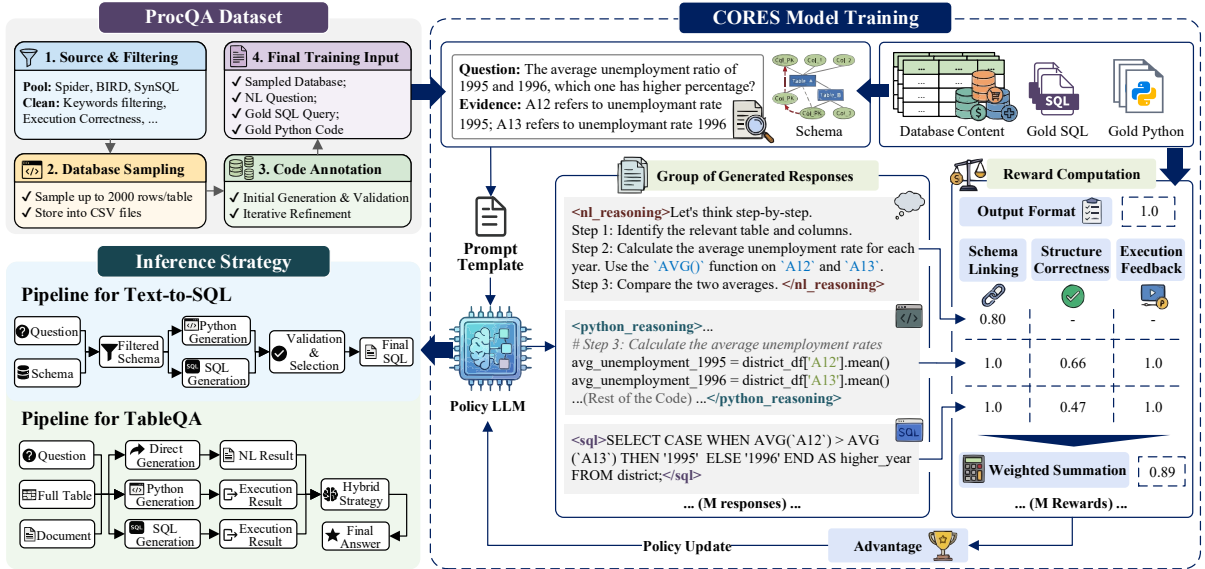 ProcQA Dataset
1. Source & Filtering
Pool: Spider, BIRD, SynSQL
Clean: Keywords filtering,
Execution Correctness, ...
4. Final Training Input
✓ Sampled Database;
✓ NL Question;
✓ Gold SQL Query;
✓ Gold Python Code
2. Database Sampling
✓ Sample up to 2000 rows/table
✓ Store into CSV files
3. Code Annotation
✓ Initial Generation & Validation
✓ Iterative Refinement
Inference Strategy
Pipeline for Text-to-SQL
Question
Schema
Filtered
Schema
Python
Generation
SQL
SQL
Generation
Validation
&
Selection
Final
SQL
Pipeline for TableQA
Question
Full Table
Document
Direct
Generation
NL Result
Python
Generation
Execution
Result
SQL
SQL
Generation
Execution
Result
Hybrid
Strategy
Final
Answer
CORES Model Training
Question: The average unemployment ratio of
1995 and 1996, which one has higher percentage?
Evidence: A12 refers to unemployment rate
1995; A13 refers to unemploymant rate 1996
Col_PK
Col_1
Col_2
Table_A
Table_B
Col_PK
Col_PK
Col_1
Schema
... ... ...
Database Content
SQL
Gold SQL
Gold Python
Prompt
Template
Policy LLM
Group of Generated Responses
<nl_reasoning>Let's think step-by-step.
Step 1: Identify the relevant table and columns.
Step 2: Calculate the average unemployment rate for each
year. Use the `AVG()` function on `A12` and `A13`.
Step 3: Compare the two averages. </nl_reasoning>
<python_reasoning>...
# Step 3: Calculate the average unemployment rates
avg_unemployment_1995 = district_df['A12'].mean()
avg_unemployment_1996 = district_df['A13'].mean()
...(Rest of the Code) ...</python_reasoning>
SQL
<sql>SELECT CASE WHEN AVG(`A12`) > AVG
(`A13`) THEN '1995' ELSE '1996' END AS higher_year
FROM district;</sql>
... (M responses) ...
Reward Computation
Output Format
1.0
Schema
Linking
Structure
Correctness
Execution
Feedback
0.80 - -
1.0 0.66 1.0
1.0 0.47 1.0
Weighted Summation
0.89
... (M Rewards) ...
Policy Update
Advantage